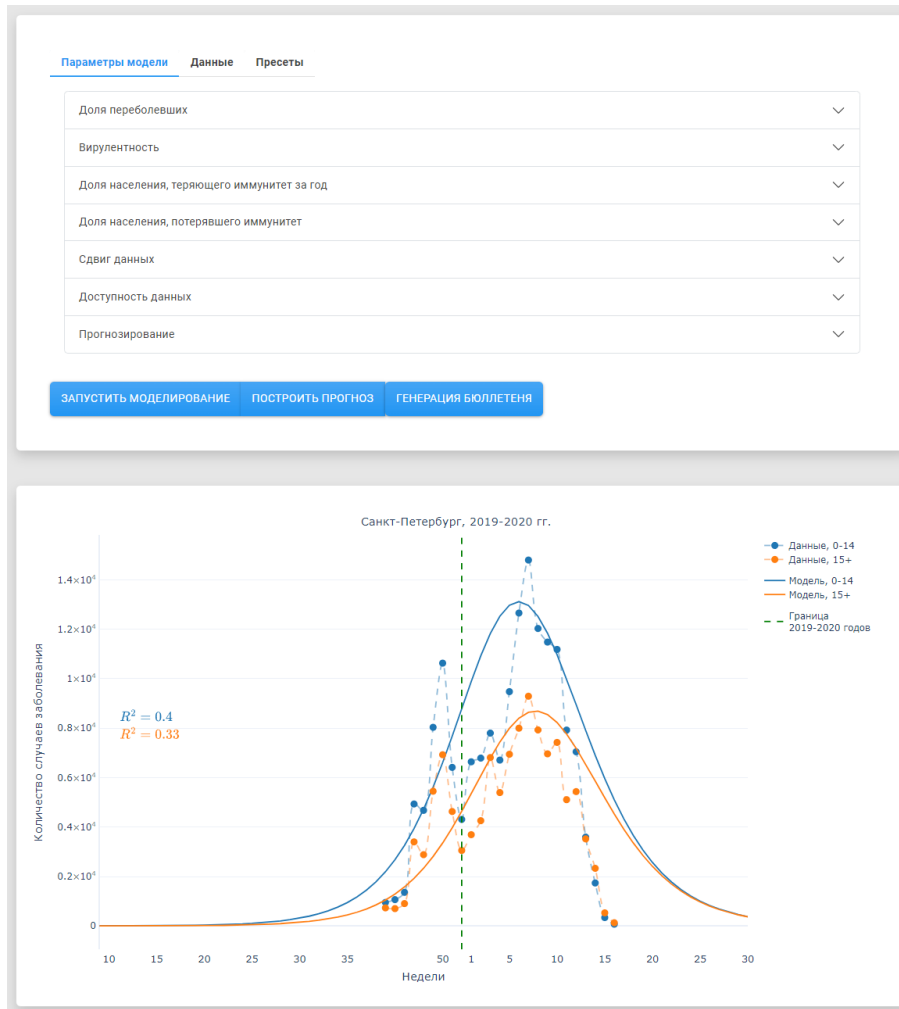 Параметры модели Данные Пресеты
Доля переболевших
Вирулентность
Доля населения, теряющего иммунитет за год
Доля населения, потерявшего иммунитет
Сдвиг данных
Доступность данных
Прогнозирование
ЗАПУСТИТЬ МОДЕЛИРОВАНИЕ ПОСТРОИТЬ ПРОГНОЗ ГЕНЕРАЦИЯ БЮЛЛЕТЕНЯ
Санкт-Петербург, 2019-2020 гг.
Данные, 0-14
Данные, 15+
Модель, 0-14
Модель, 15+
Граница
2019-2020 годов
Количество случаев заболевания
1.4×10⁴
1.2×10⁴
1×10⁴
0.8×10⁴
0.6×10⁴
0.4×10⁴
0.2×10⁴
0
R² = 0.4
R² = 0.33
10 15 20 25 30 35 50 1 5 10 15 20 25 30
Недели